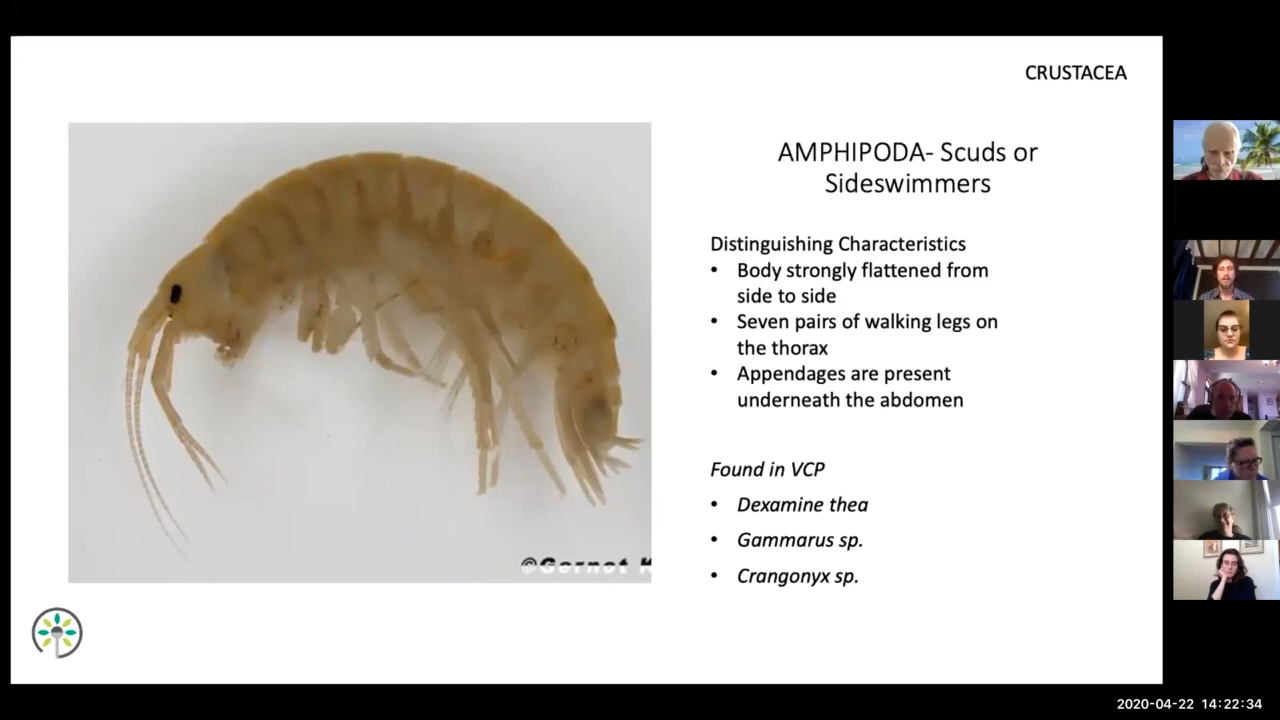 CRUSTACEA
AMPHIPODA- Scuds or
Sideswimmers
Distinguishing Characteristics
• Body strongly flattened from
side to side
• Seven pairs of walking legs on
the thorax
• Appendages are present
underneath the abdomen
Found in VCP
• Dexamine thea
• Gammarus sp.
• Crangonyx sp.
©Gernot K
2020-04-22 14:22:34